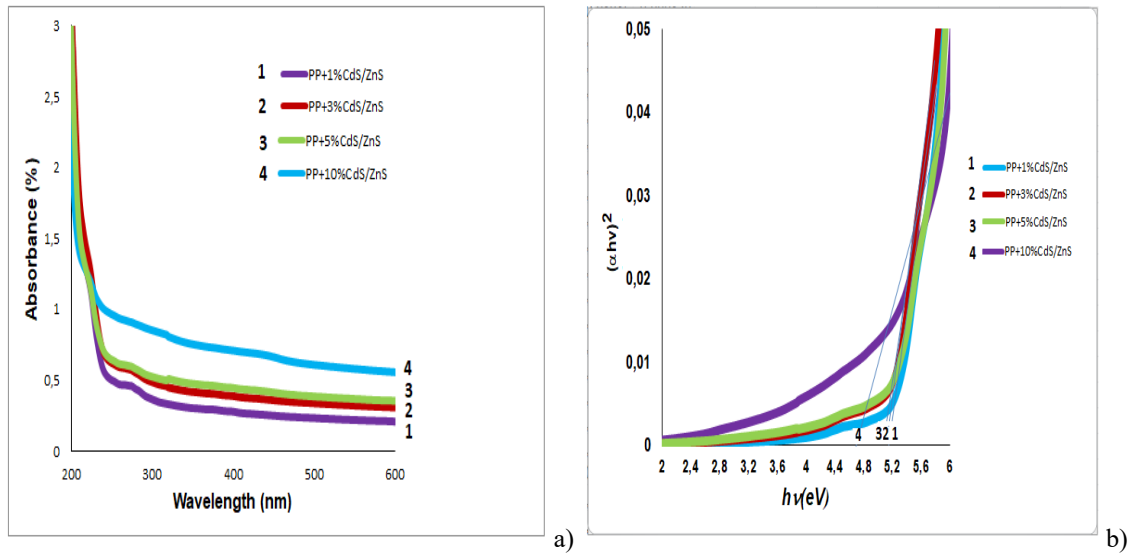 3
2,5
2
1,5
1
0,5
0
Absorbance (%)
1 PP+1%CdS/ZnS
2 PP+3%CdS/ZnS
3 PP+5%CdS/ZnS
4 PP+10%CdS/ZnS
4
3
2
1
200 300 400 500 600
Wavelength (nm)
a)
0,05
0,04
0,03
0,02
0,01
0
(αhν)²
1 PP+1%CdS/ZnS
2 PP+3%CdS/ZnS
3 PP+5%CdS/ZnS
4 PP+10%CdS/ZnS
4 32 1
2 2,4 2,8 3,2 3,6 4 4,4 4,8 5,2 5,6 6
hν(eV)
b)